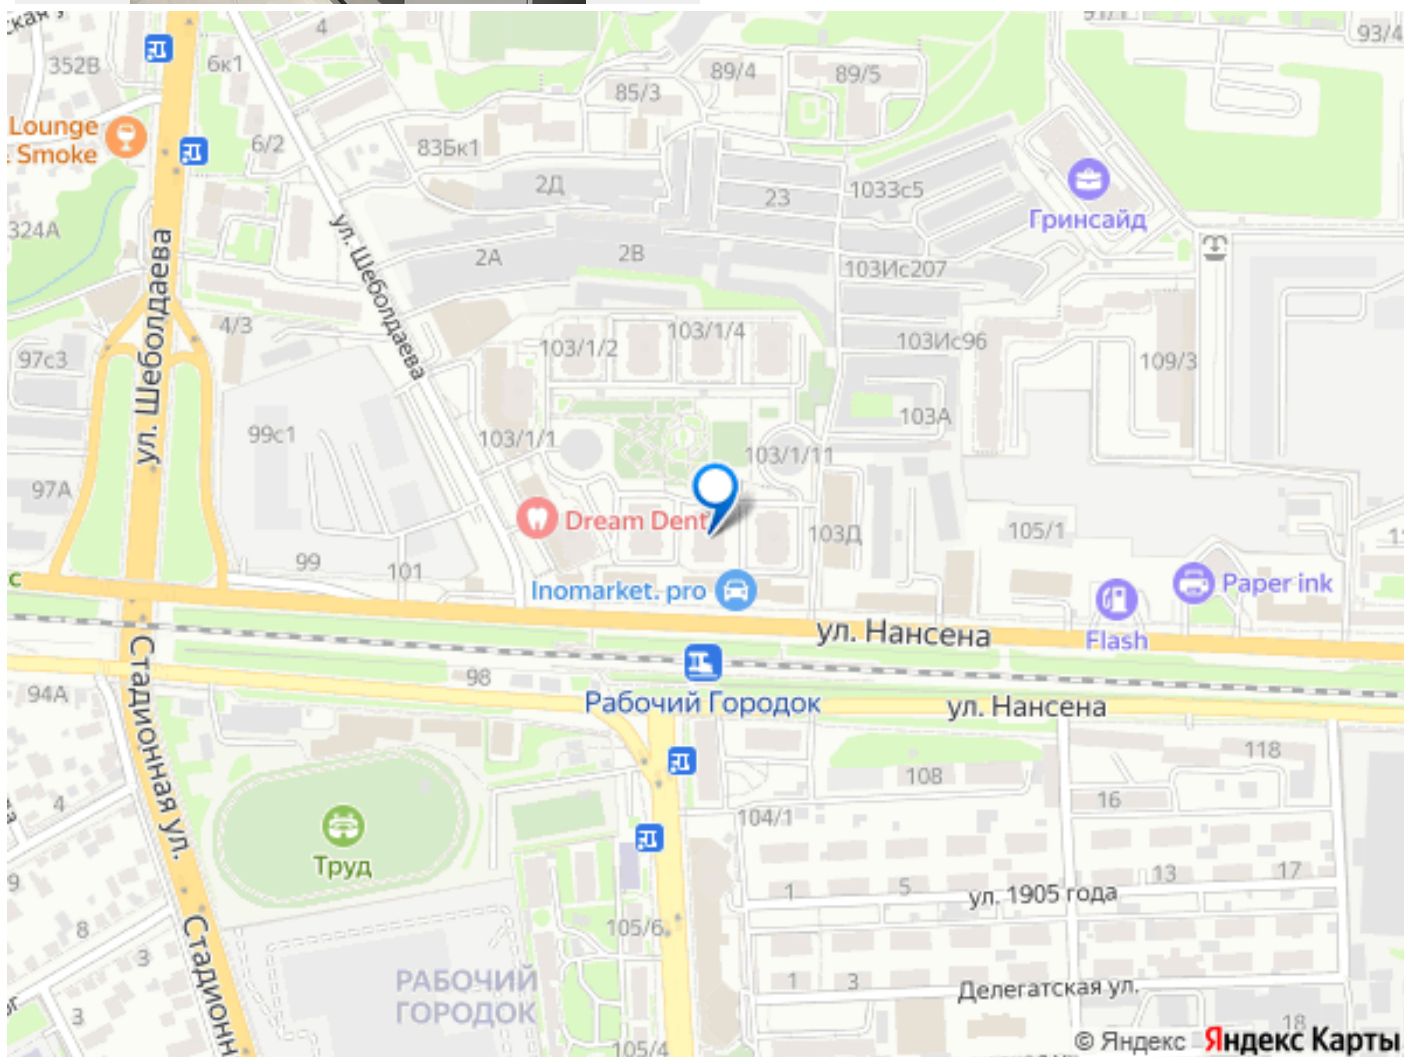 4
91/1
93/4
352В
6к1
89/4
89/5
85/3
Lounge
& Smoke
6/2
83Бк1
2Д
23
1033с5
Гринсайд
324А
ул. Шеболдаева
ул. Шеболдаева
2А
2В
103Ис207
4/3
103/1/2
103/1/4
103Ис96
97с3
109/3
99с1
103/1/1
103А
103/1/11
97А
Dream Dent
103Д
105/1
99
101
Inomarket. pro
Flash
Paper ink
ул. Нансена
98
Рабочий Городок
ул. Нансена
94А
Стадионная ул.
118
108
16
4
104/1
Труд
1
5
13
17
ул. 1905 года
8
105/6
3
РАБОЧИЙ
ГОРОДОК
1
3
Делегатская ул.
3
18
105/4
© Яндекс Яндекс Карты